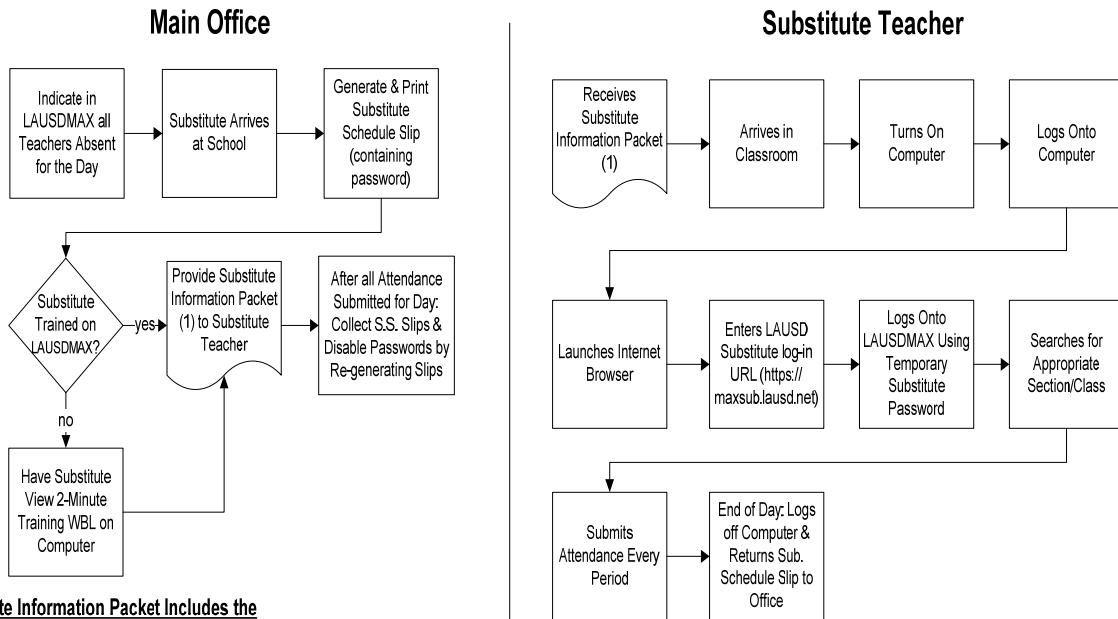 Main Office
Indicate in
LAUSDMAX all
Teachers Absent
for the Day
Substitute Arrives
at School
Generate & Print
Substitute
Schedule Slip
(containing
password)
Substitute
Trained on
LAUSDMAX?
yes
no
Provide Substitute
Information Packet
(1) to Substitute
Teacher
After all Attendance
Submitted for Day:
Collect S.S. Slips &
Disable Passwords by
Re-generating Slips
Have Substitute
View 2-Minute
Training WBL on
Computer
te Information Packet Includes the
Substitute Teacher
Receives
Substitute
Information Packet
(1)
Arrives in
Classroom
Turns On
Computer
Logs Onto
Computer
Launches Internet
Browser
Enters LAUSD
Substitute log-in
URL (https://
maxsub.lausd.net)
Logs Onto
LAUSDMAX Using
Temporary
Substitute
Password
Searches for
Appropriate
Section/Class
Submits
Attendance Every
Period
End of Day: Logs
off Computer &
Returns Sub.
Schedule Slip to
Office